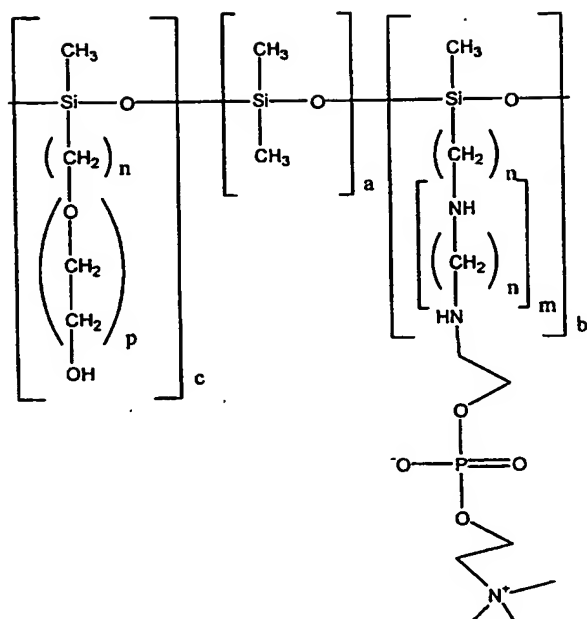 CH₃ CH₃ CH₃
Si O Si O Si O
(CH₂)n CH₃ a (CH₂)n
O NH
CH₂ (CH₂)n m
CH₂ p HN b
OH c
O
⁻O P O
O
N⁺